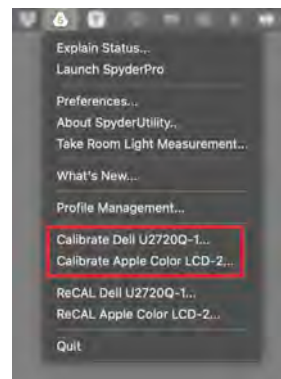 Explain Status...
Launch SpyderPro
Preferences...
About SpyderUtility..
Take Room Light Measurement...
What's New...
Profile Management...
Calibrate Dell U2720Q-1...
Calibrate Apple Color LCD-2...
ReCAL Dell U2720Q-1...
ReCAL Apple Color LCD-2...
Quit